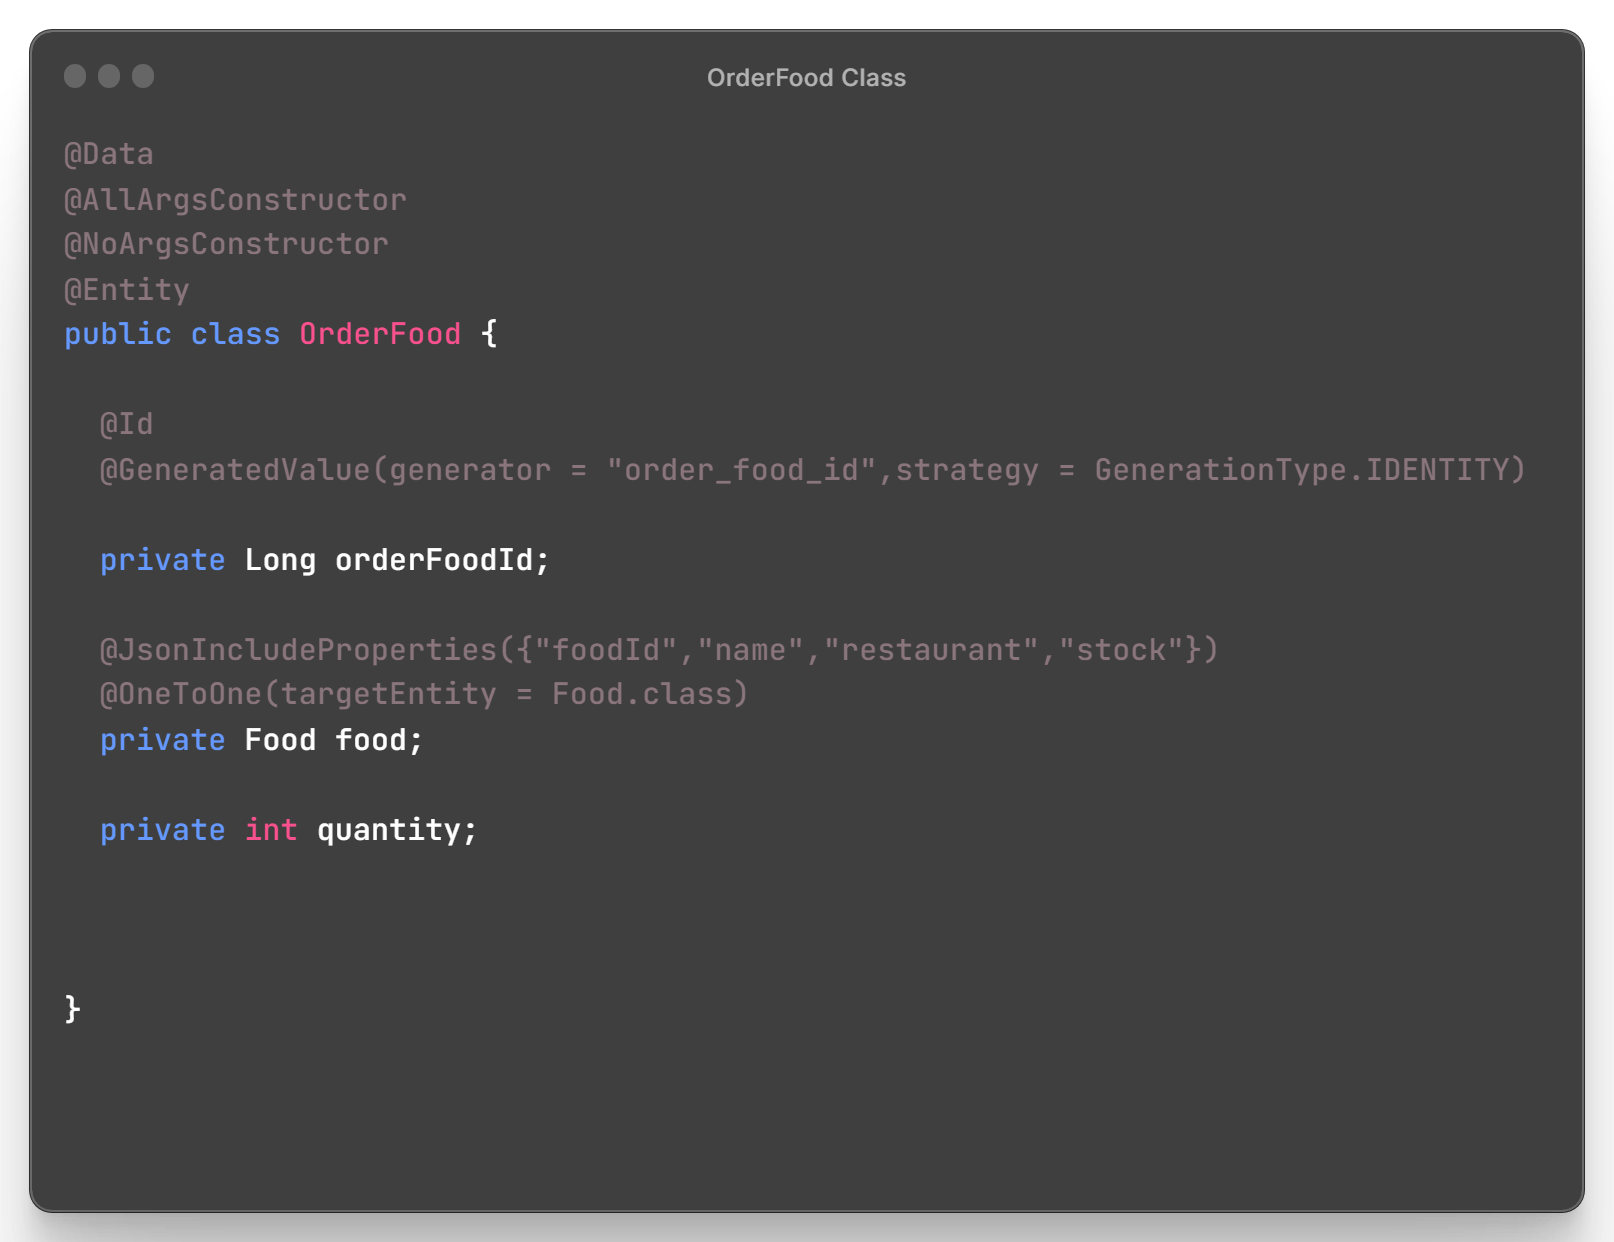 OrderFood Class
@Data
@AllArgsConstructor
@NoArgsConstructor
@Entity
public class OrderFood {
@Id
@GeneratedValue(generator = "order_food_id",strategy = GenerationType.IDENTITY)
private Long orderFoodId;
@JsonIncludeProperties({"foodId","name","restaurant","stock"})
@OneToOne(targetEntity = Food.class)
private Food food;
private int quantity;
}